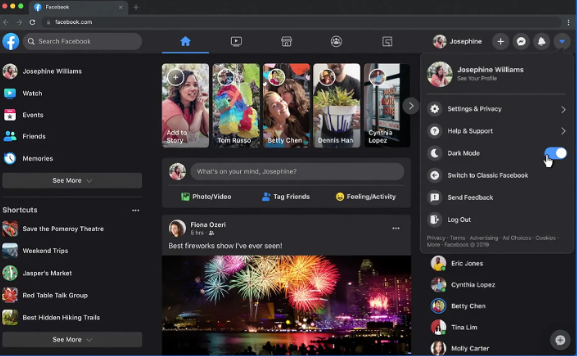 Facebook
facebook.com
Search Facebook
Josephine
Josephine Williams
Watch
Events
Friends
Memories
See More
Shortcuts
Save the Pomeroy Theatre
Weekend Trips
Jasper's Market
Red Table Talk Group
Best Hidden Hiking Trails
See More
Add to
Story
Tom Russo
Betty Chen
Dennis Han
Cynthia
Lopez
What's on your mind, Josephine?
Photo/Video
Tag Friends
Feeling/Activity
Fiona Ozeri
5 hrs ·
Best fireworks show I've ever seen!
Josephine Williams
See Your Profile
Settings & Privacy
Help & Support
Dark Mode
Switch to Classic Facebook
Send Feedback
Log Out
Privacy · Terms · Advertising · Ad Choices · Cookies ·
More · Facebook © 2019
Eric Jones
Cynthia Lopez
Betty Chen
Tina Lim
Molly Carter